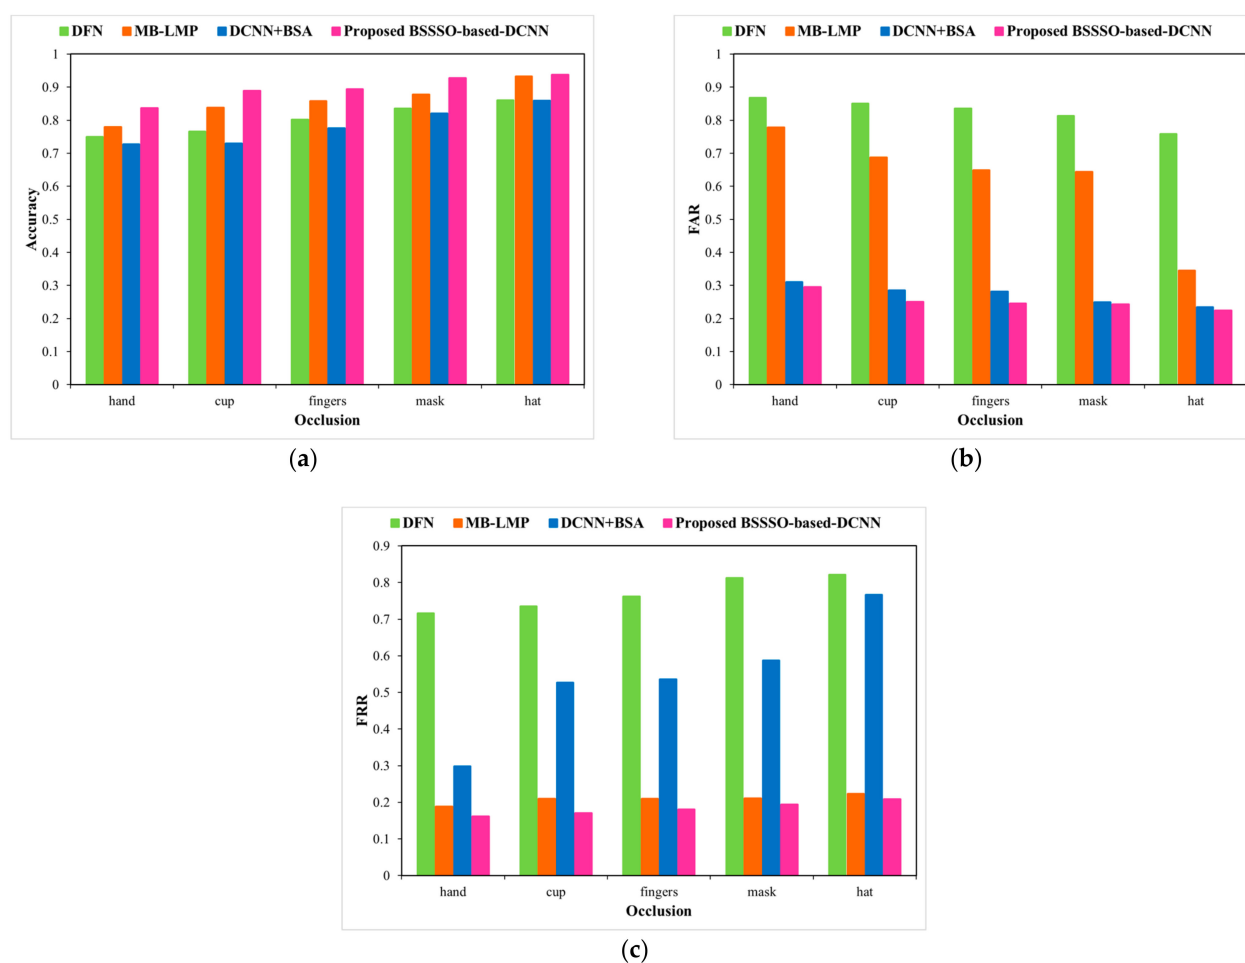 DFN MB-LMP DCNN+BSA Proposed BSSSO-based-DCNN
1
0.9
0.8
0.7
0.6
0.5
0.4
0.3
0.2
0.1
0
Accuracy
hand cup fingers mask hat
Occlusion
(a)
DFN MB-LMP DCNN+BSA Proposed BSSSO-based-DCNN
1
0.9
0.8
0.7
0.6
0.5
0.4
0.3
0.2
0.1
0
FAR
hand cup fingers mask hat
Occlusion
(b)
DFN MB-LMP DCNN+BSA Proposed BSSSO-based-DCNN
0.9
0.8
0.7
0.6
0.5
0.4
0.3
0.2
0.1
0
FRR
hand cup fingers mask hat
Occlusion
(c)